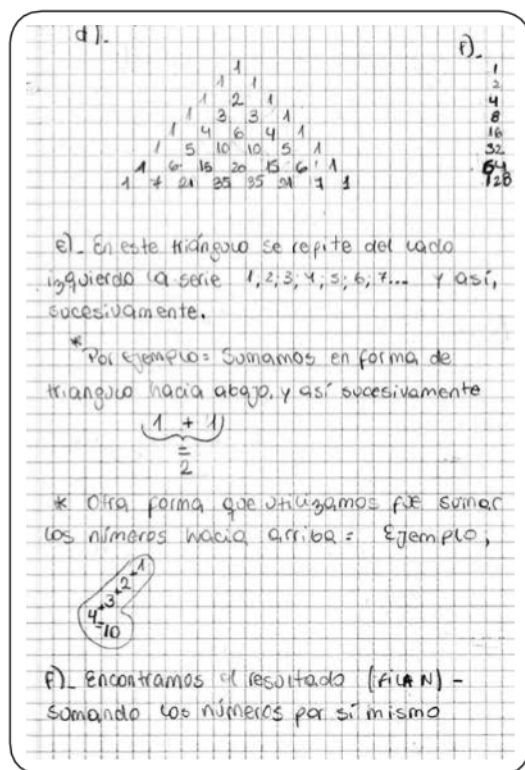 d).
f)_
1
1 1
1 2 1
1 3 3 1
1 4 6 4 1
1 5 10 10 5 1
1 6 15 20 15 6 1
1 7 21 35 35 21 7 1
1
2
4
8
16
32
64
128
e)_ En este triángulo se repite del lado
izquierdo la serie 1, 2; 3, 4; 5; 6; 7... y así,
sucesivamente.
* Por ejemplo: Sumamos en forma de
triangulo hacia abajo. y así sucesivamente
1 + 1
=
2
* Otra forma que utilizamos fue sumar
los números hacia arriba = Ejemplo;
4+3+2+1
=10
f)_ Encontramos el resultado (FILA N) -
sumando los números por sí mismo